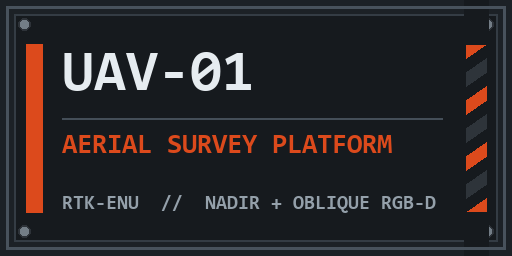 UAV-01
AERIAL SURVEY PLATFORM
RTK-ENU // NADIR + OBLIQUE RGB-D